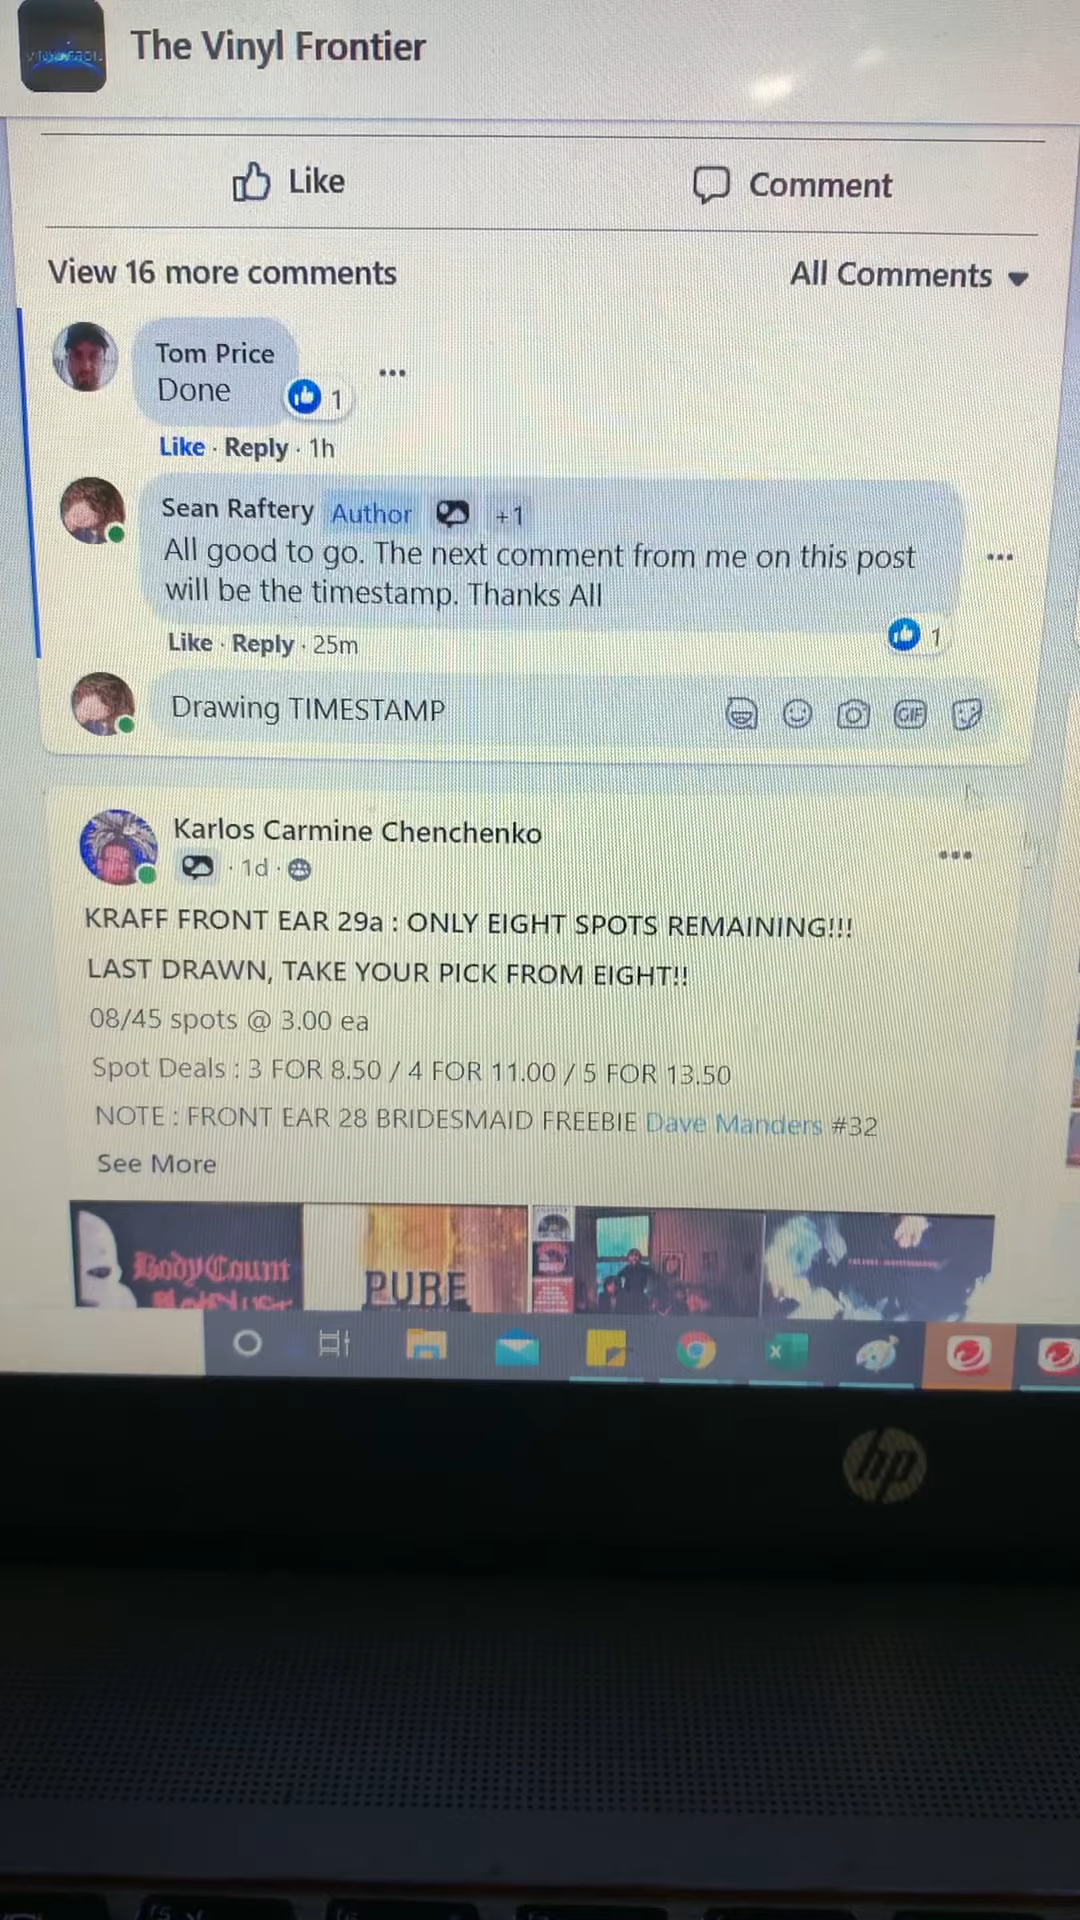 The Vinyl Frontier
Like
Comment
View 16 more comments
All Comments
Tom Price
Done
1
Like · Reply · 1h
Sean Raftery Author +1
All good to go. The next comment from me on this post
will be the timestamp. Thanks All
1
Like · Reply · 25m
Drawing TIMESTAMP
GIF
Karlos Carmine Chenchenko
· 1d ·
KRAFF FRONT EAR 29a : ONLY EIGHT SPOTS REMAINING!!!
LAST DRAWN, TAKE YOUR PICK FROM EIGHT!!
08/45 spots @ 3.00 ea
Spot Deals : 3 FOR 8.50 / 4 FOR 11.00 / 5 FOR 13.50
NOTE : FRONT EAR 28 BRIDESMAID FREEBIE Dave Manders #32
See More
BodyCount
PURE
hp